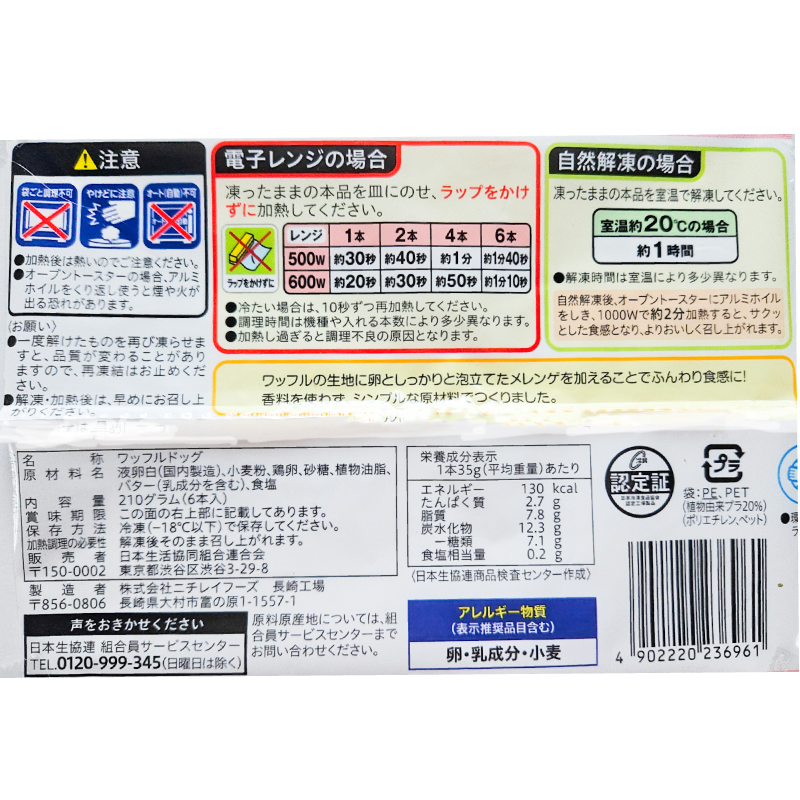 ⚠注意
袋ごと調理不可
やけどに注意
オート(自動)不可
●加熱後は熱いのでご注意ください。
●オーブントースターの場合、アルミ
ホイルをくり返し使うと煙や火が
出る恐れがあります。
〈お願い〉
●一度解けたものを再び凍らせま
すと、品質が変わることがあり
ますので、再凍結はお止めくだ
さい。
●解凍・加熱後は、早めにお召し上
がりください。
電子レンジの場合
凍ったままの本品を皿にのせ、ラップをかけ
ずに加熱してください。
ラップをかけずに
レンジ 1本 2本 4本 6本
500W 約30秒 約40秒 約1分 約1分40秒
600W 約20秒 約30秒 約50秒 約1分10秒
●冷たい場合は、10秒ずつ再加熱してください。
●調理時間は機種や入れる本数により多少異なります。
●加熱し過ぎると調理不良の原因となります。
自然解凍の場合
凍ったままの本品を室温で解凍してください。
室温約20℃の場合
約1時間
●解凍時間は室温により多少異なります。
自然解凍後、オーブントースターにアルミホイル
をしき、1000Wで約2分加熱すると、サクッ
とした食感となり、よりおいしく召し上がれます。
ワッフルの生地に卵としっかりと泡立てたメレンゲを加えることでふんわり食感に!
香料を使わず、シンプルな原材料でつくりました。
名称 ワッフルドッグ
原材料名 液卵白(国内製造)、小麦粉、鶏卵、砂糖、植物油脂、
バター(乳成分を含む)、食塩
内容量 210グラム(6本入)
賞味期限 この面の右上部に記載してあります。
保存方法 冷凍(−18℃以下)で保存してください。
加熱調理の必要性 解凍後そのまま召し上がれます。
販売者 日本生活協同組合連合会
〒150-0002 東京都渋谷区渋谷3-29-8
製造者 株式会社ニチレイフーズ 長崎工場
〒856-0806 長崎県大村市富の原1-1557-1
声をおきかせください
日本生協連 組合員サービスセンター
TEL.0120-999-345(日曜日は除く)
原料原産地については、組
合員サービスセンターまで
お問い合わせください。
栄養成分表示
1本35g(平均重量)あたり
エネルギー 130 kcal
たんぱく質 2.7 g
脂質 7.8 g
炭水化物 12.3 g
―糖類 7.1 g
食塩相当量 0.2 g
〈日本生協連商品検査センター作成〉
アレルギー物質
(表示推奨品目含む)
卵・乳成分・小麦
認定証
プラ
袋:PE、PET
(植物由来プラ20%)
(ポリエチレン、ペット)
4 902220 236961